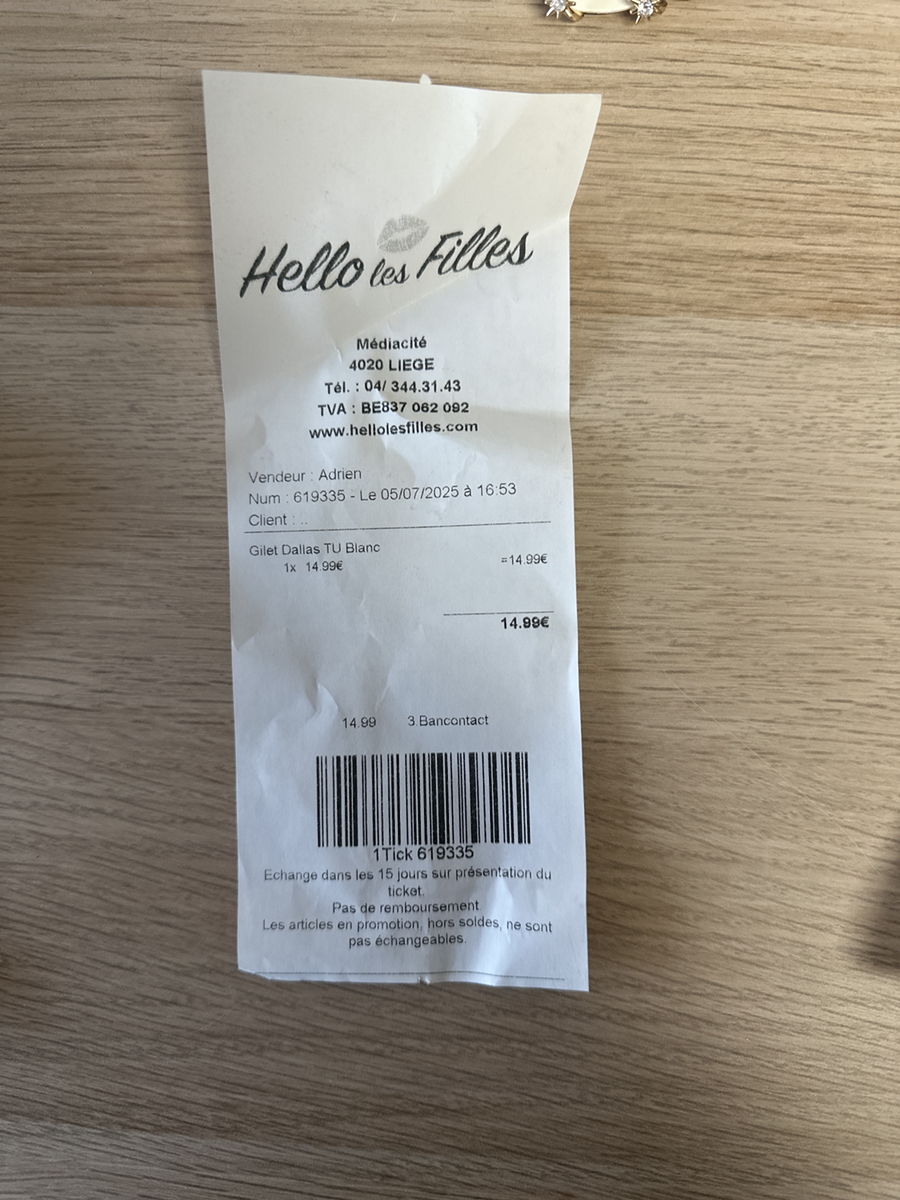 Hello les Filles
Médiacité
4020 LIEGE
Tél. : 04/ 344.31.43
TVA : BE837 062 092
www.hellolesfilles.com
Vendeur : Adrien
Num : 619335 - Le 05/07/2025 à 16:53
Client : ..
Gilet Dallas TU Blanc
1x 14.99€ =14.99€
14.99€
14.99 3.Bancontact
1Tick 619335
Echange dans les 15 jours sur présentation du
ticket.
Pas de remboursement.
Les articles en promotion, hors soldes, ne sont
pas échangeables.